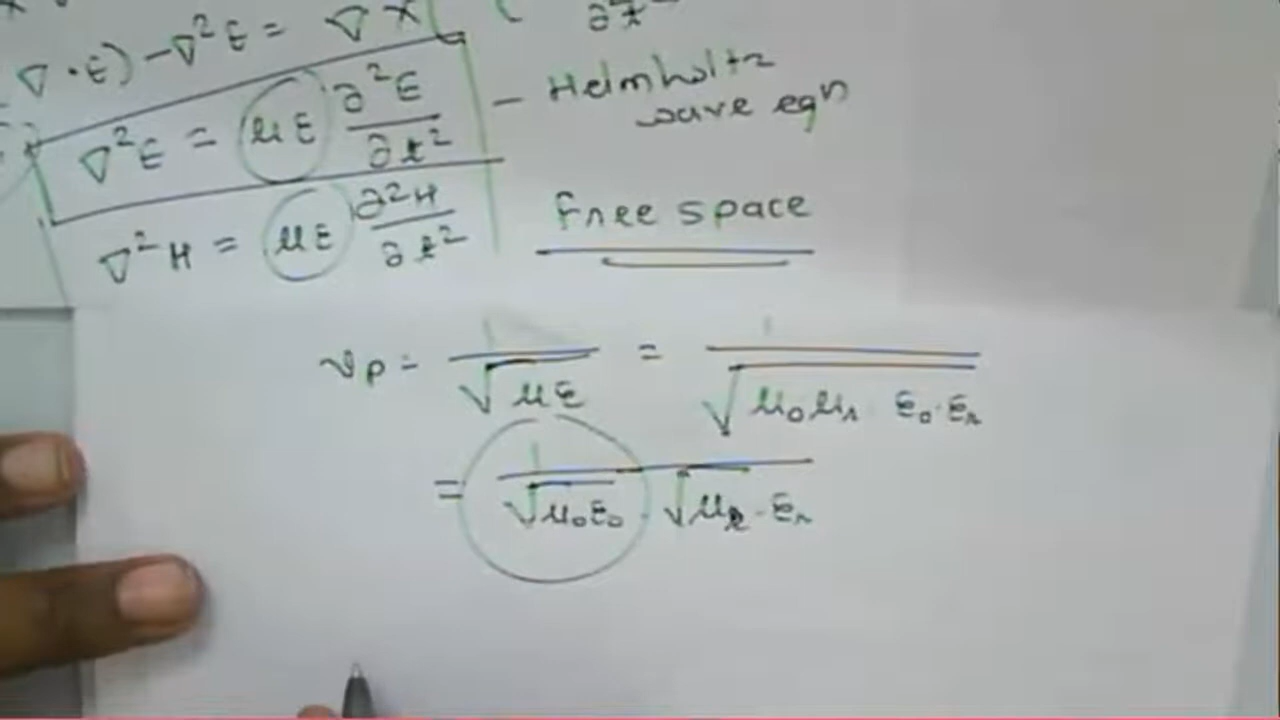 ∇·E) - ∇²E = ∇ × (
∂t
∇²E = με ∂²E/∂t² - Helmholtz
wave eqn
∇²H = με ∂²H/∂t²
Free space
νp = 1/√με = 1/√μ₀μr ε₀·εr
= 1/√μ₀ε₀ · √μr·εr